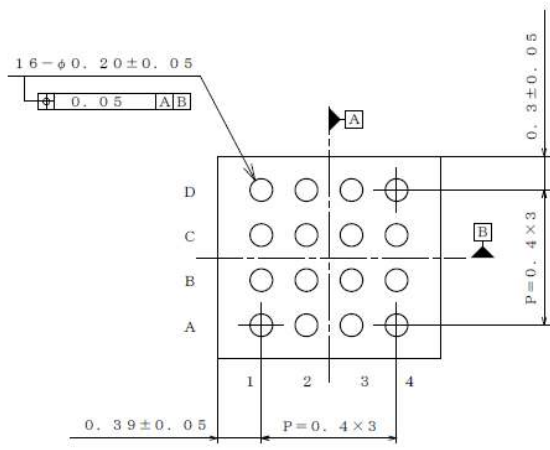 16-φ0.20±0.05
⌖ 0.05 A B
A
0.3±0.05
D
C
B
B
A
P=0.4×3
1 2 3 4
0.39±0.05
P=0.4×3